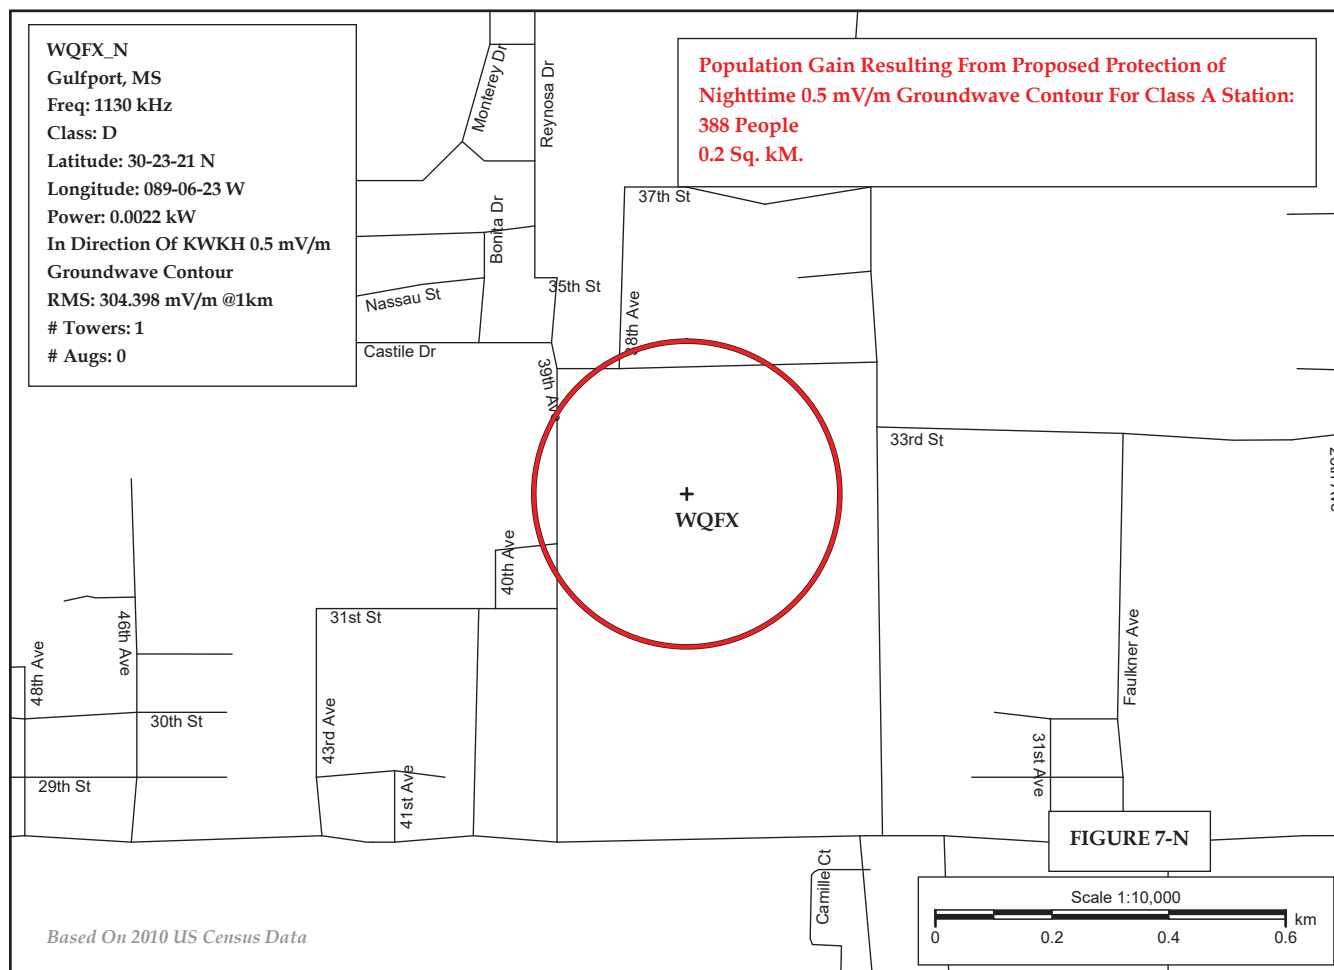 WQFX_N
Gulfport, MS
Freq: 1130 kHz
Class: D
Latitude: 30-23-21 N
Longitude: 089-06-23 W
Power: 0.0022 kW
In Direction Of KWKH 0.5 mV/m
Groundwave Contour
RMS: 304.398 mV/m @1km
# Towers: 1
# Augs: 0
Population Gain Resulting From Proposed Protection of
Nighttime 0.5 mV/m Groundwave Contour For Class A Station:
388 People
0.2 Sq. kM.
Monterey Dr
Reynosa Dr
Bonita Dr
37th St
35th St
Nassau St
Castile Dr
38th Ave
39th Ave
33rd St
WQFX
40th Ave
31st St
46th Ave
48th Ave
30th St
43rd Ave
29th St
41st Ave
Faulkner Ave
31st Ave
Camille Ct
FIGURE 7-N
Scale 1:10,000
km
0 0.2 0.4 0.6
Based On 2010 US Census Data